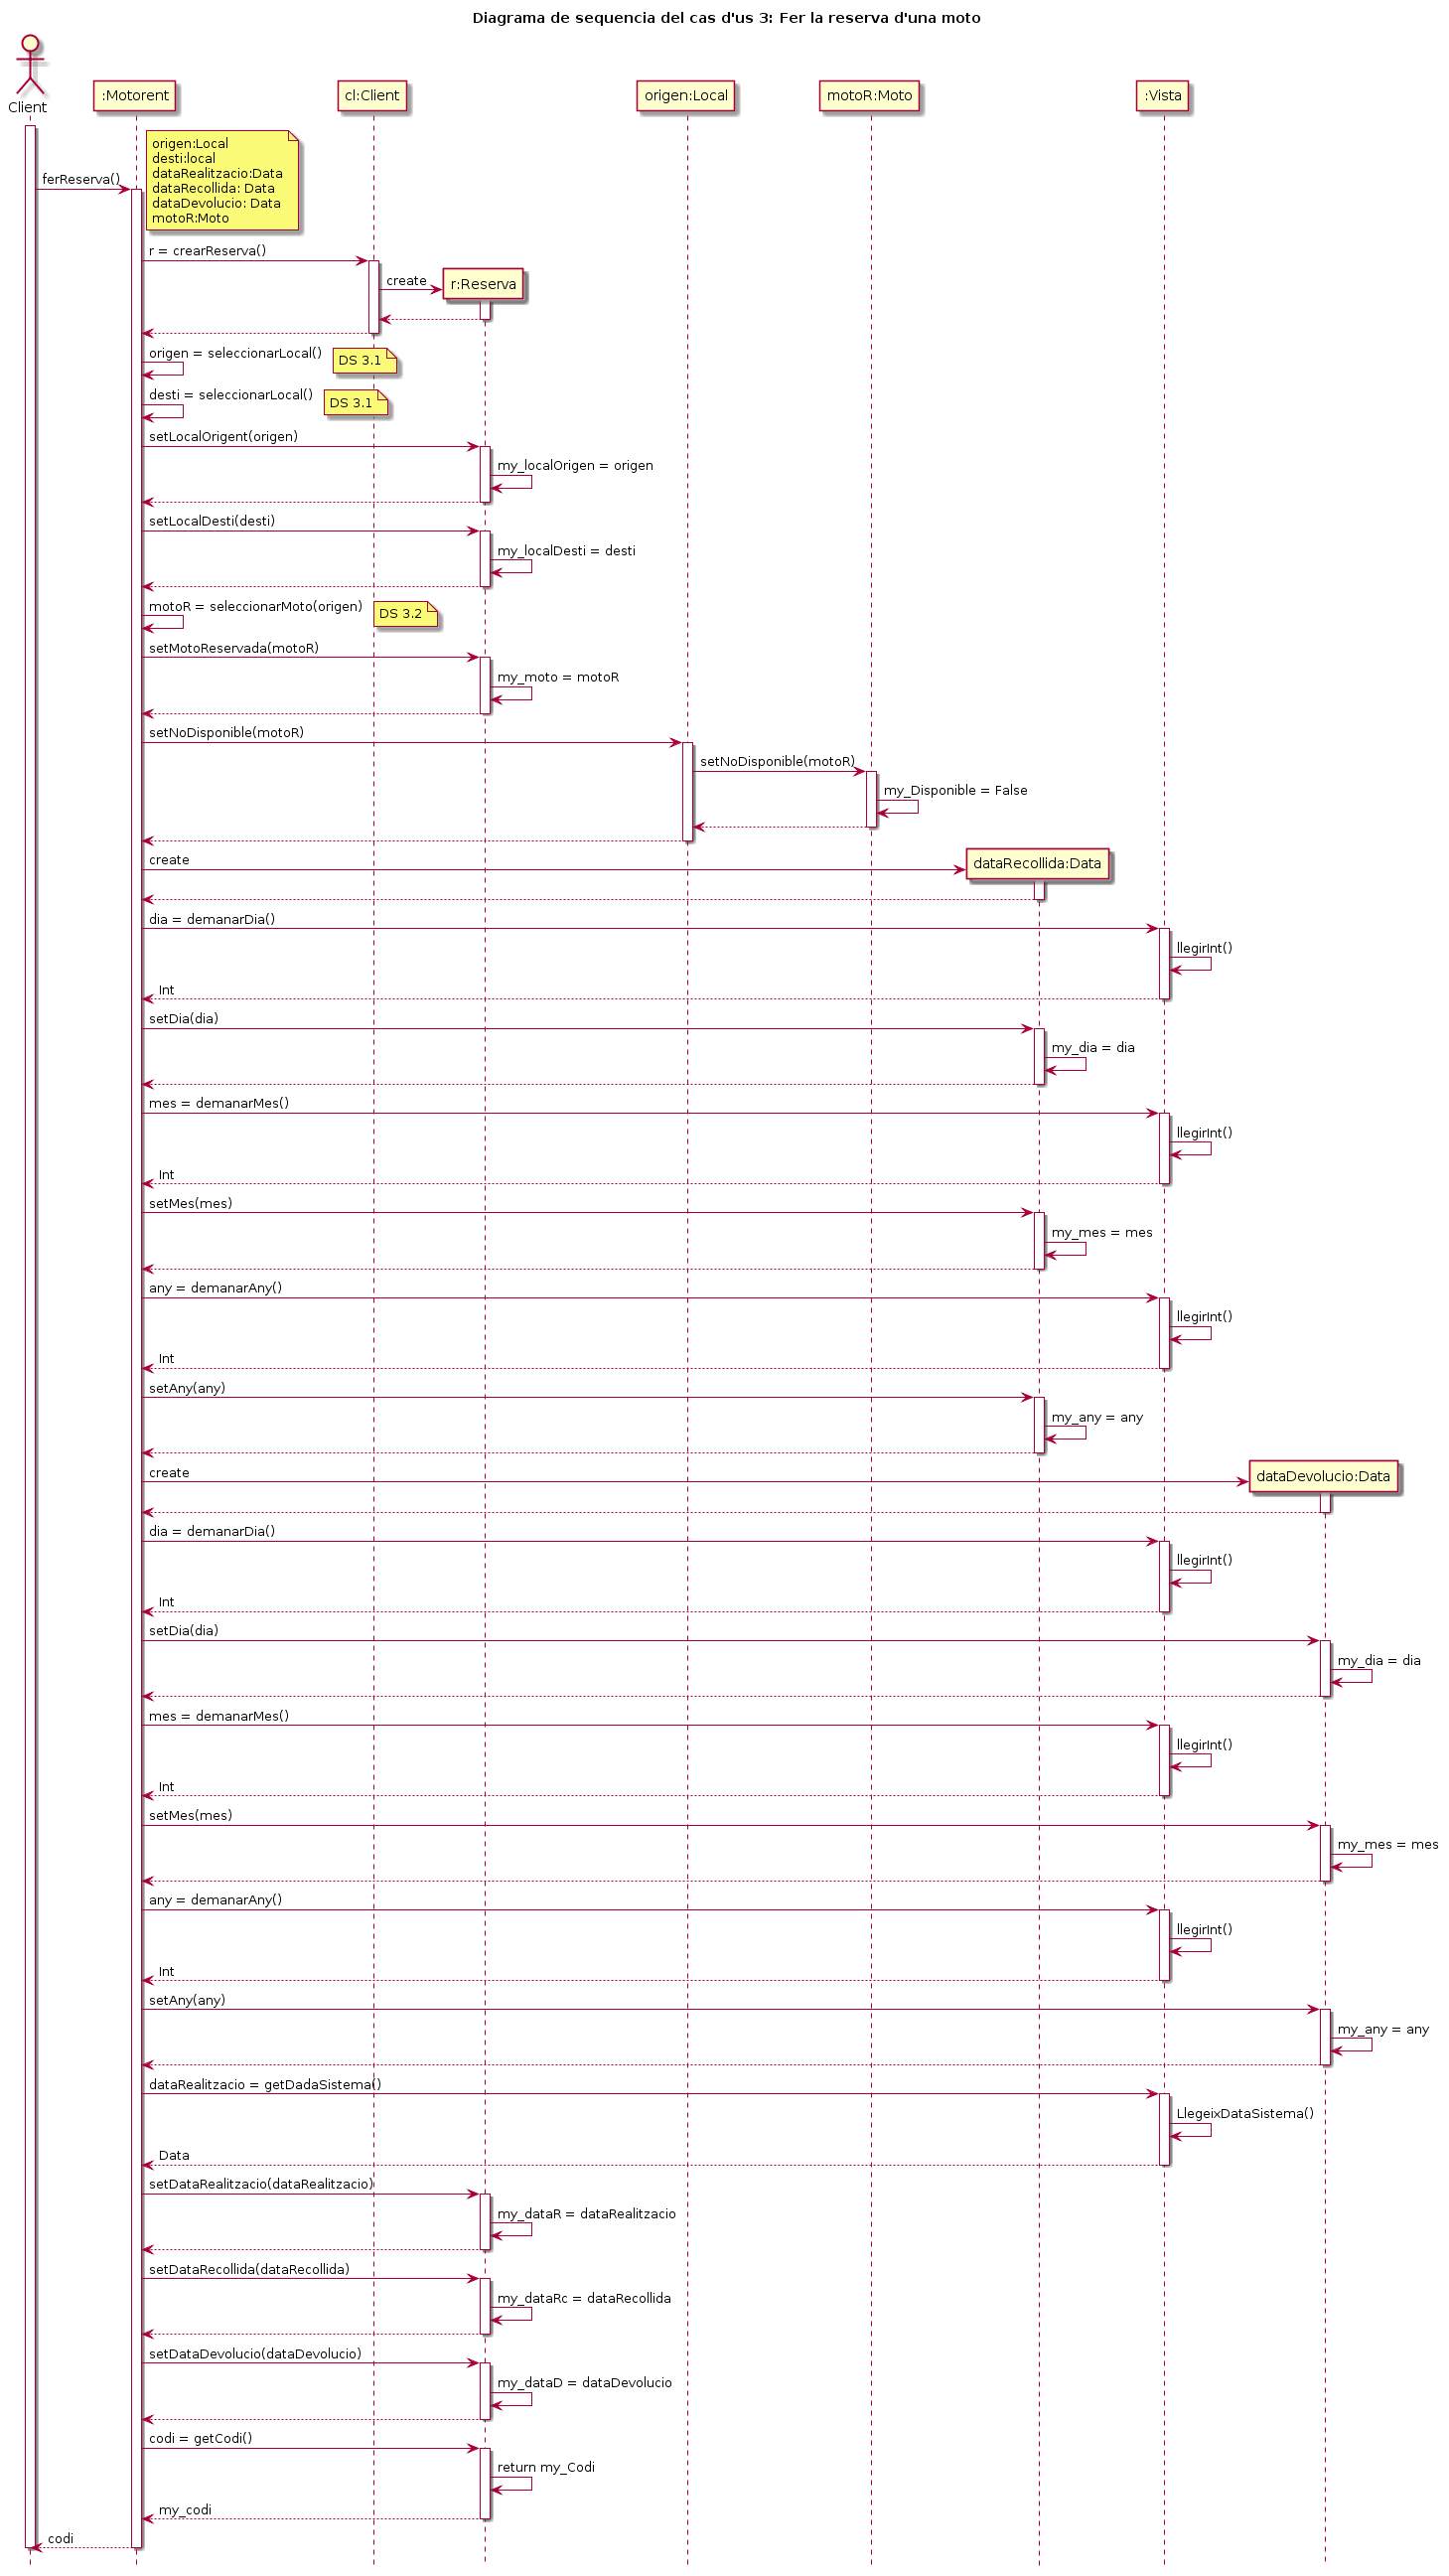 Diagrama de sequencia del cas d'us 3: Fer la reserva d'una moto
Client
:Motorent
cl:Client
origen:Local
motoR:Moto
:Vista
origen:Local
desti:local
dataRealitzacio:Data
dataRecollida: Data
dataDevolucio: Data
motoR:Moto
ferReserva()
r = crearReserva()
create
r:Reserva
origen = seleccionarLocal()
DS 3.1
desti = seleccionarLocal()
DS 3.1
setLocalOrigent(origen)
my_localOrigen = origen
setLocalDesti(desti)
my_localDesti = desti
motoR = seleccionarMoto(origen)
DS 3.2
setMotoReservada(motoR)
my_moto = motoR
setNoDisponible(motoR)
setNoDisponible(motoR)
my_Disponible = False
create
dataRecollida:Data
dia = demanarDia()
llegirInt()
Int
setDia(dia)
my_dia = dia
mes = demanarMes()
llegirInt()
Int
setMes(mes)
my_mes = mes
any = demanarAny()
llegirInt()
Int
setAny(any)
my_any = any
create
dataDevolucio:Data
dia = demanarDia()
llegirInt()
Int
setDia(dia)
my_dia = dia
mes = demanarMes()
llegirInt()
Int
setMes(mes)
my_mes = mes
any = demanarAny()
llegirInt()
Int
setAny(any)
my_any = any
dataRealitzacio = getDadaSistema()
LlegeixDataSistema()
Data
setDataRealitzacio(dataRealitzacio)
my_dataR = dataRealitzacio
setDataRecollida(dataRecollida)
my_dataRc = dataRecollida
setDataDevolucio(dataDevolucio)
my_dataD = dataDevolucio
codi = getCodi()
return my_Codi
my_codi
codi